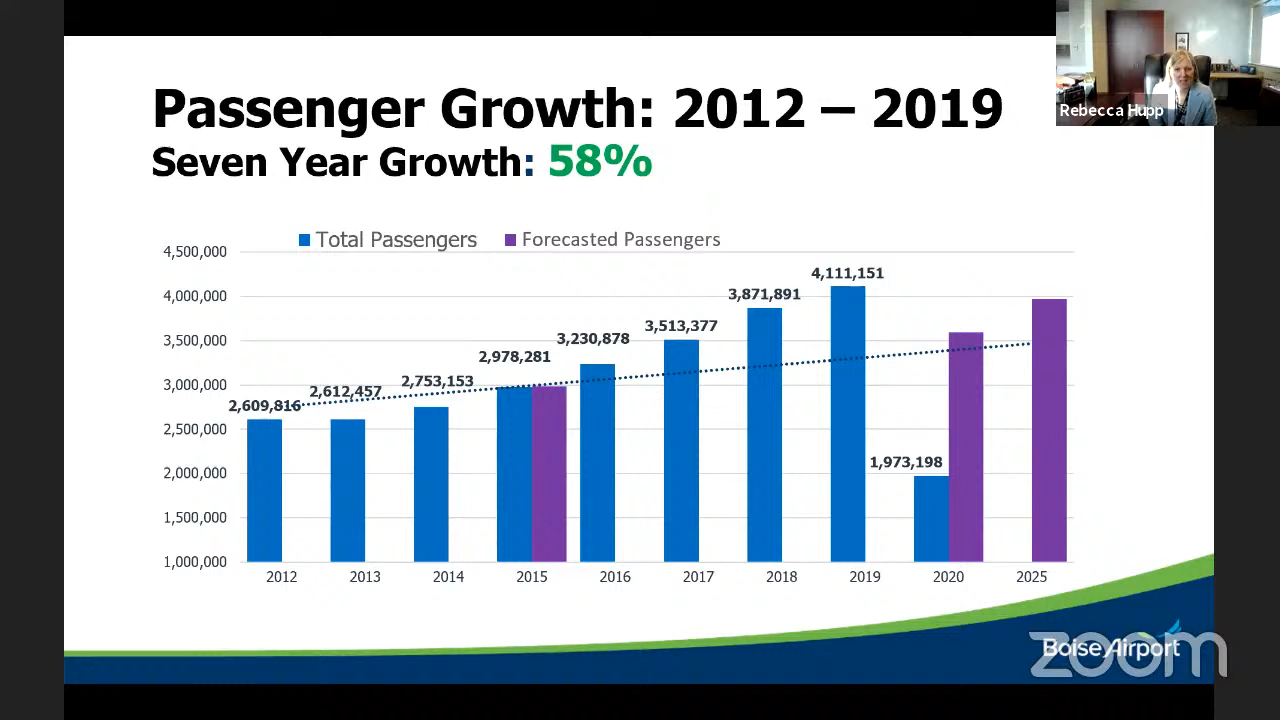 Rebecca Hupp
Passenger Growth: 2012 – 2019
Seven Year Growth: 58%
Total Passengers Forecasted Passengers
4,500,000
4,000,000
3,500,000
3,000,000
2,500,000
2,000,000
1,500,000
1,000,000
2,609,816
2,612,457
2,753,153
2,978,281
3,230,878
3,513,377
3,871,891
4,111,151
1,973,198
2012 2013 2014 2015 2016 2017 2018 2019 2020 2025
Boise Airport
zoom